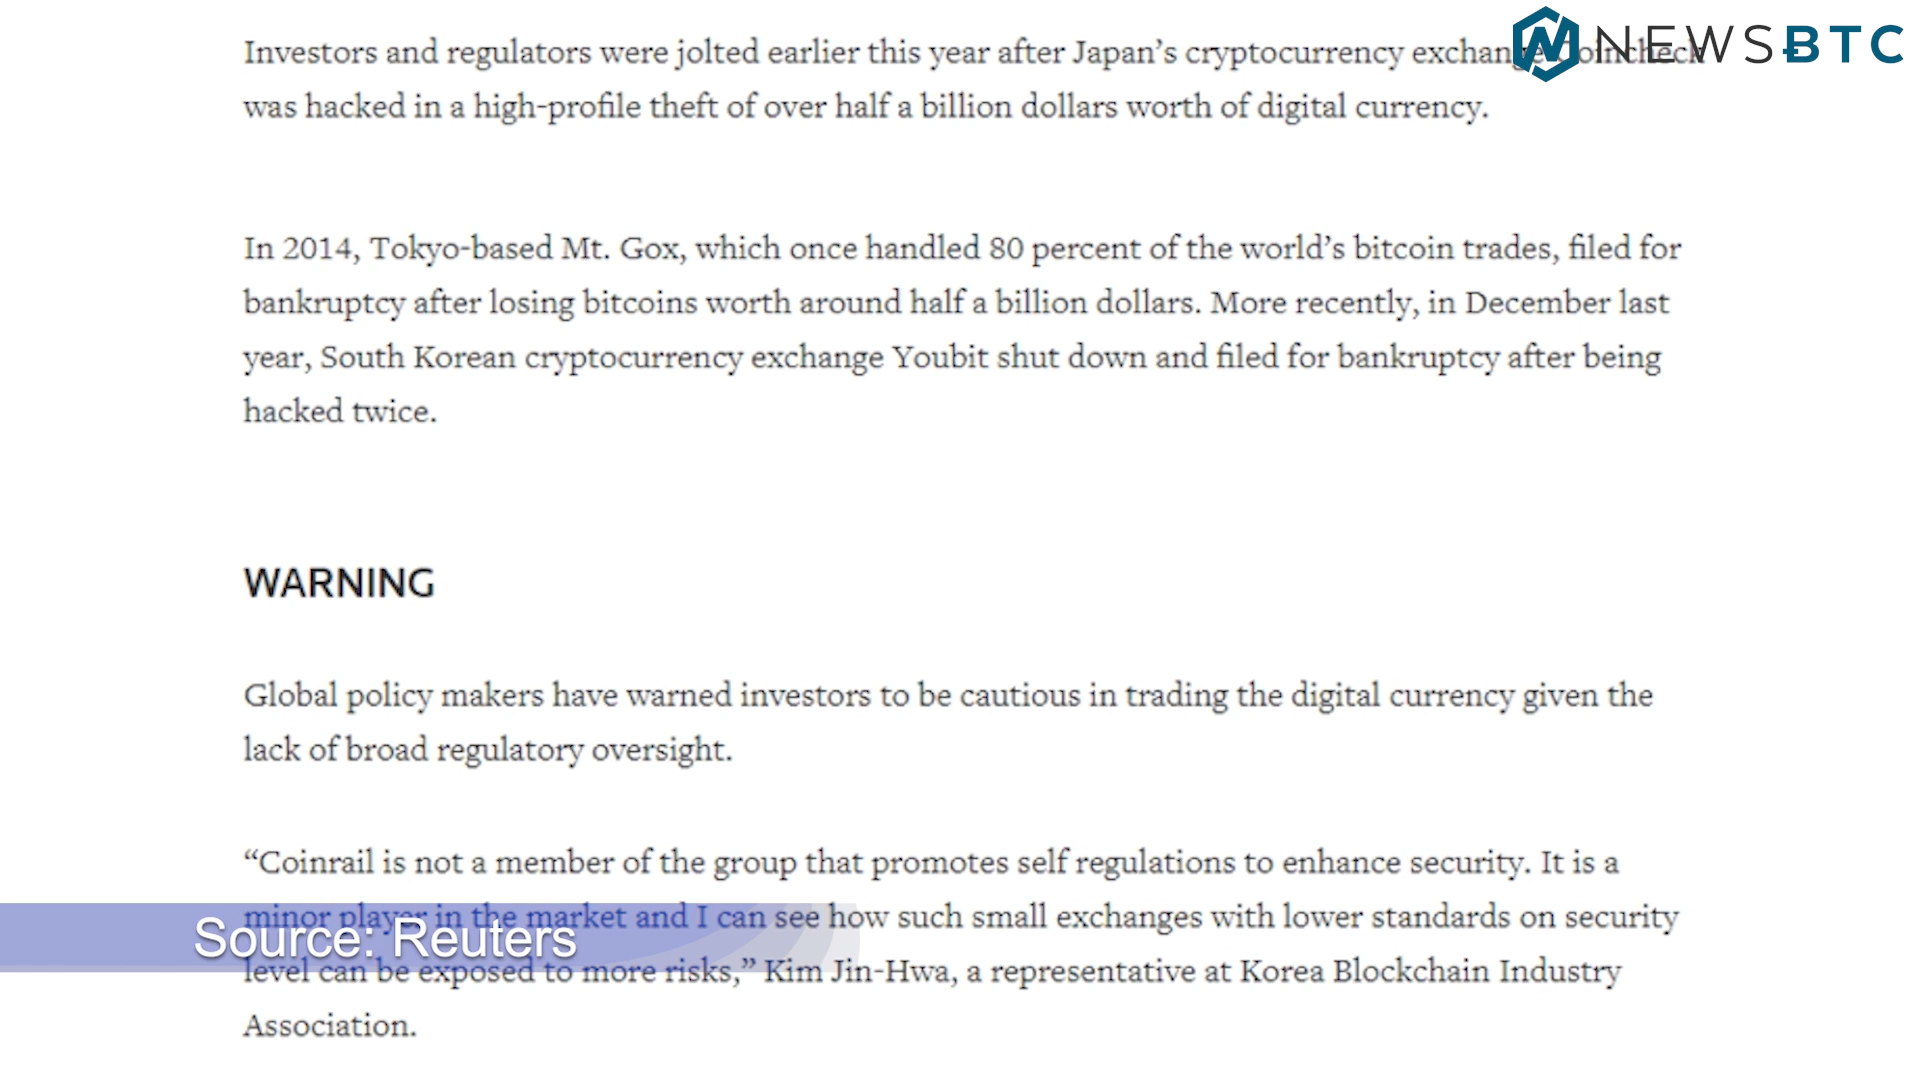 NEWSBTC
Investors and regulators were jolted earlier this year after Japan’s cryptocurrency exchange Coincheck
was hacked in a high-profile theft of over half a billion dollars worth of digital currency.
In 2014, Tokyo-based Mt. Gox, which once handled 80 percent of the world’s bitcoin trades, filed for
bankruptcy after losing bitcoins worth around half a billion dollars. More recently, in December last
year, South Korean cryptocurrency exchange Youbit shut down and filed for bankruptcy after being
hacked twice.
WARNING
Global policy makers have warned investors to be cautious in trading the digital currency given the
lack of broad regulatory oversight.
“Coinrail is not a member of the group that promotes self regulations to enhance security. It is a
minor player in the market and I can see how such small exchanges with lower standards on security
Source: Reuters
level can be exposed to more risks,” Kim Jin-Hwa, a representative at Korea Blockchain Industry
Association.